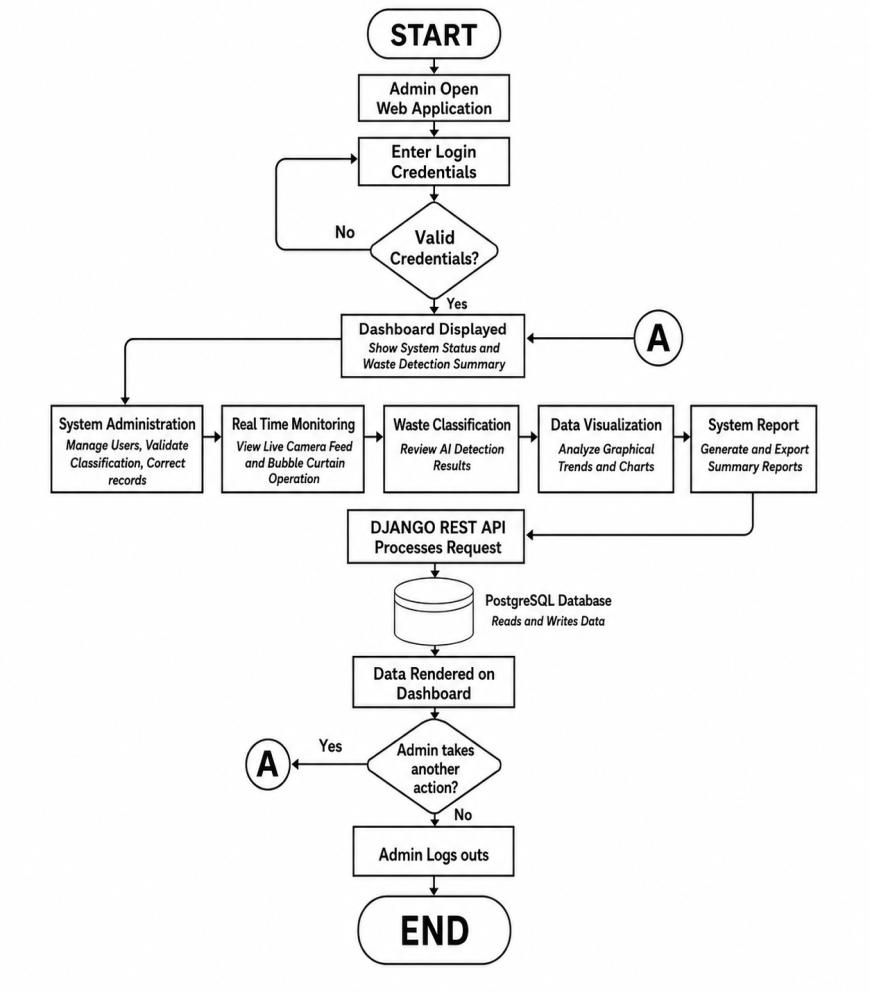 START
Admin Open
Web Application
Enter Login
Credentials
No
Valid
Credentials?
Yes
Dashboard Displayed
Show System Status and
Waste Detection Summary
A
System Administration
Manage Users, Validate
Classification, Correct
records
Real Time Monitoring
View Live Camera Feed
and Bubble Curtain
Operation
Waste Classification
Review AI Detection
Results
Data Visualization
Analyze Graphical
Trends and Charts
System Report
Generate and Export
Summary Reports
DJANGO REST API
Processes Request
PostgreSQL Database
Reads and Writes Data
Data Rendered on
Dashboard
A
Yes
Admin takes
another
action?
No
Admin Logs outs
END